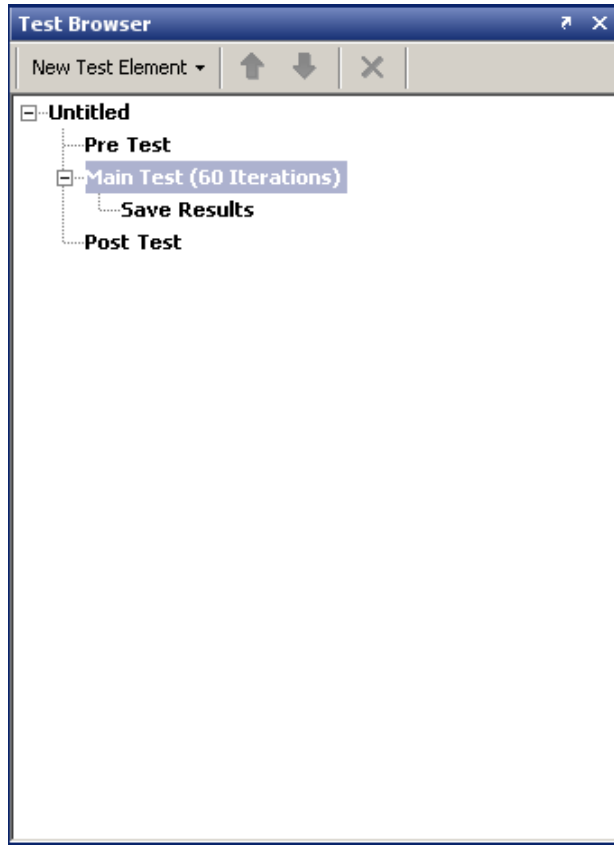 Test Browser
New Test Element
Untitled
Pre Test
Main Test (60 Iterations)
Save Results
Post Test